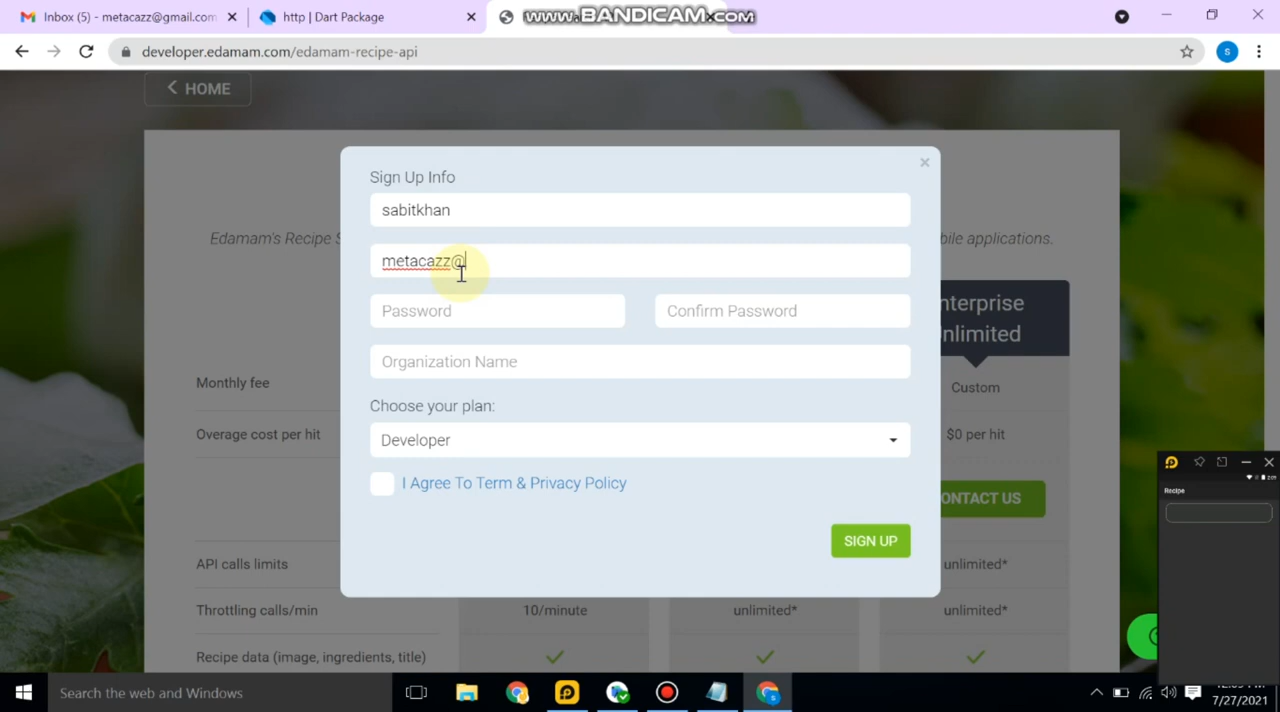 Inbox (5) - metacazz@gmail.com
http | Dart Package
www.BANDICAM.com
developer.edamam.com/edamam-recipe-api
S
HOME
Sign Up Info
sabitkhan
Edamam's Recipe S
bile applications.
metacazz@
Password
Confirm Password
nterprise
nlimited
Organization Name
Monthly fee
Custom
Choose your plan:
Overage cost per hit
Developer
$0 per hit
I Agree To Term & Privacy Policy
ONTACT US
Recipe
SIGN UP
API calls limits
unlimited*
Throttling calls/min
10/minute
unlimited*
unlimited*
Recipe data (image, ingredients, title)
Search the web and Windows
7/27/2021